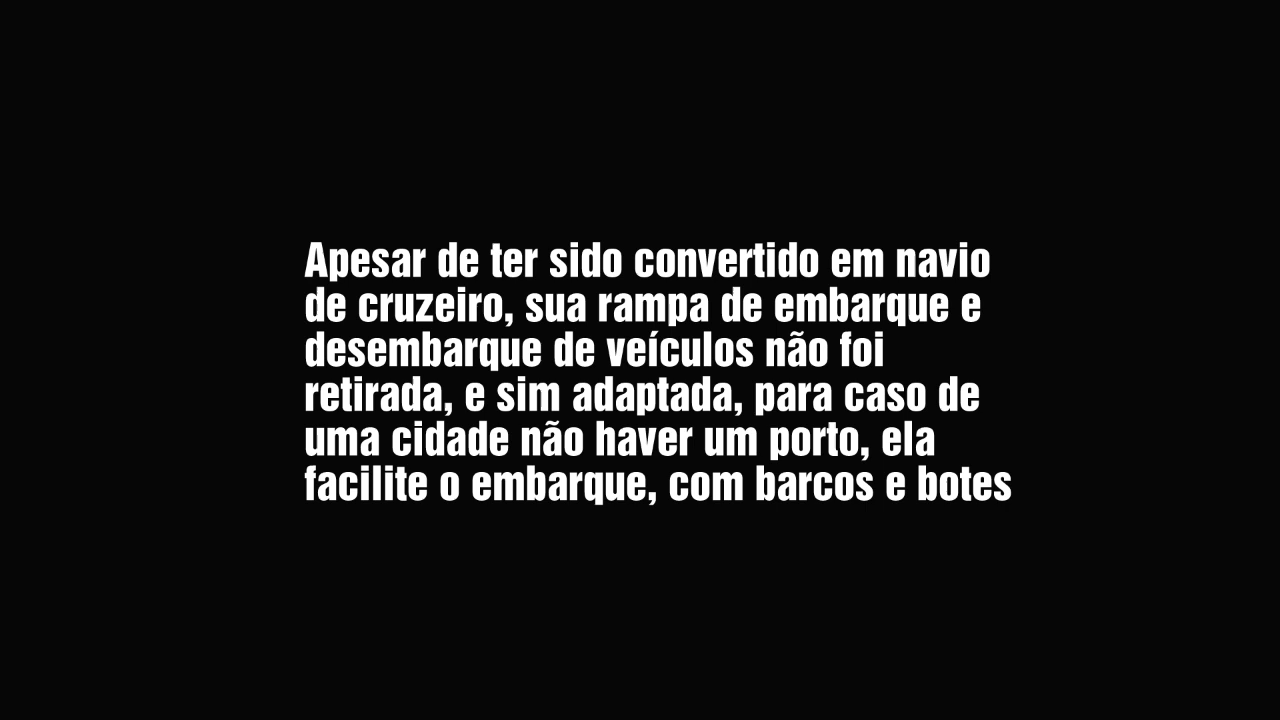 Apesar de ter sido convertido em navio
de cruzeiro, sua rampa de embarque e
desembarque de veículos não foi
retirada, e sim adaptada, para caso de
uma cidade não haver um porto, ela
facilite o embarque, com barcos e botes